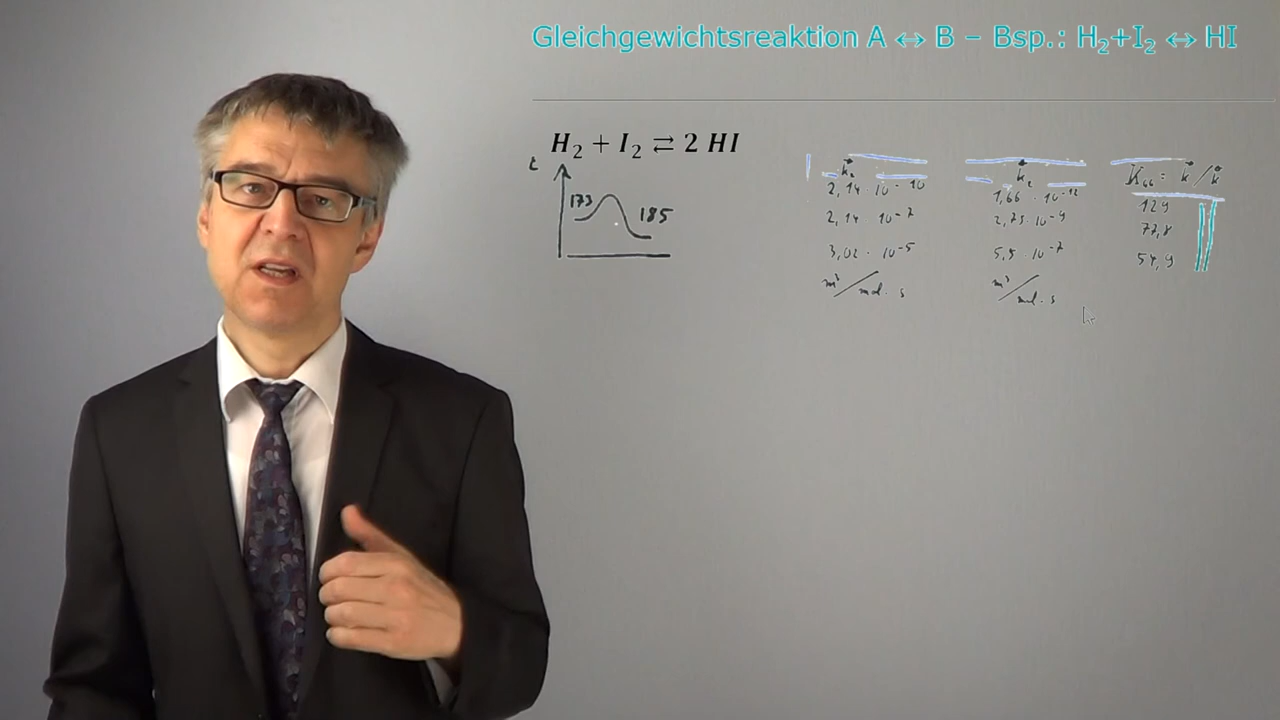 Gleichgewichtsreaktion A ↔ B – Bsp.: H₂+I₂ ↔ HI
H₂ + I₂ ⇄ 2 HI
E
173
185
2,14 · 10⁻¹⁰
2,14 · 10⁻⁷
3,02 · 10⁻⁵
m³/mol · s
1,66 · 10⁻¹²
2,75 · 10⁻⁹
5,5 · 10⁻⁷
m³/mol · s
129
77,8
54,9